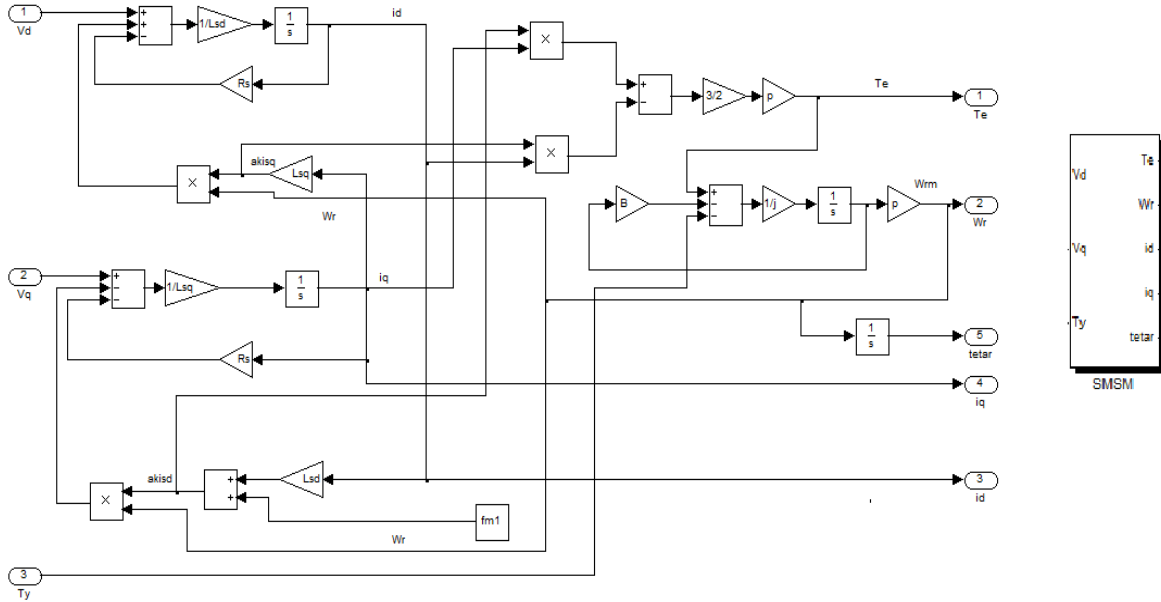 1
Vd
+
+
−
1/Lsd
1
s
id
Rs
×
+
−
3/2
p
Te
1
Te
×
akisq
Lsq
×
Wr
B
+
−
−
1/j
1
s
p
Wrm
2
Wr
2
Vq
+
−
−
1/Lsq
1
s
iq
Rs
1
s
5
tetar
4
iq
akisd
×
+
+
Lsd
3
id
fm1
Wr
3
Ty
Vd
Vq
Ty
Te
Wr
id
iq
tetar
SMSM